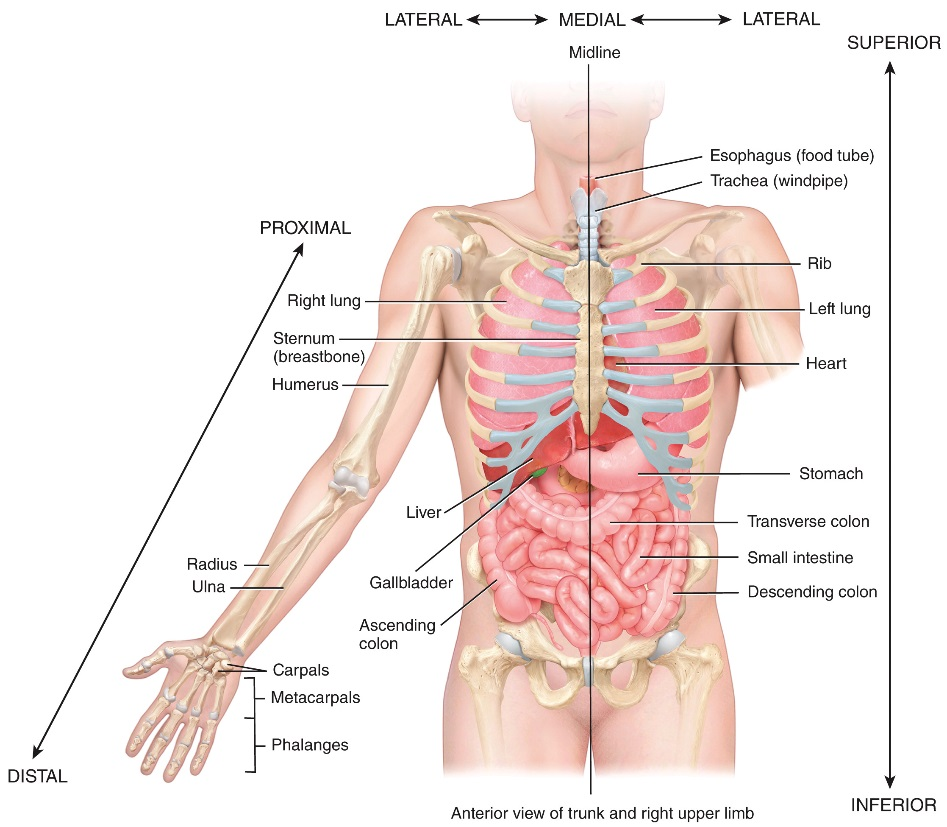 LATERAL MEDIAL LATERAL
Midline
SUPERIOR
Esophagus (food tube)
Trachea (windpipe)
PROXIMAL
Rib
Right lung
Left lung
Sternum
(breastbone)
Heart
Humerus
Stomach
Liver
Transverse colon
Small intestine
Radius
Gallbladder
Ulna
Descending colon
Ascending
colon
Carpals
Metacarpals
Phalanges
DISTAL
INFERIOR
Anterior view of trunk and right upper limb